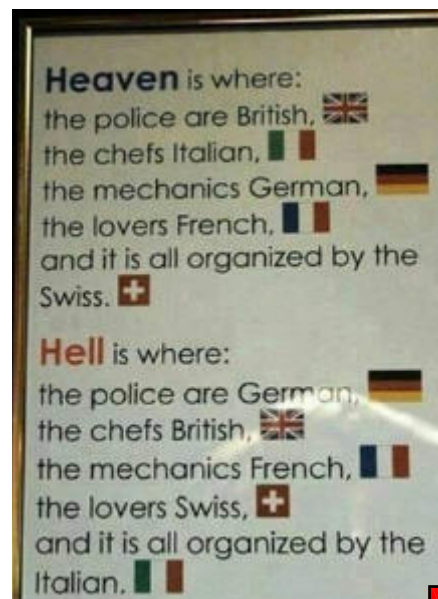 Heaven is where:
the police are British,
the chefs Italian,
the mechanics German,
the lovers French,
and it is all organized by the
Swiss.
Hell is where:
the police are German,
the chefs British,
the mechanics French,
the lovers Swiss,
and it is all organized by the
Italian.